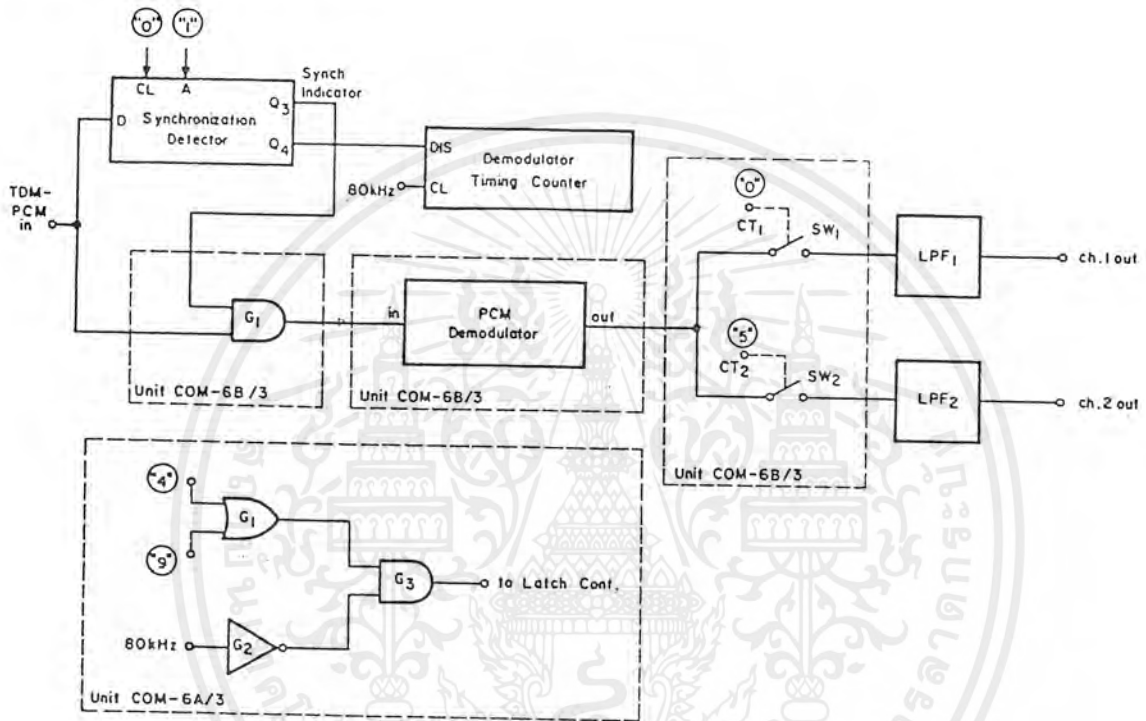 "0" "1"
CL A
Synch Indicator
Q3
D
Synchronization Detector
Q4
TDM-PCM in
80kHz
DIS
CL
Demodulator Timing Counter
G1
Unit COM-6B/3
in
PCM Demodulator
out
Unit COM-6B/3
"0"
CT1
SW1
"5"
CT2
SW2
Unit COM-6B/3
LPF1
ch.1 out
LPF2
ch.2 out
"4"
G1
"9"
G3
to Latch Cont.
80kHz
G2
Unit COM-6A/3